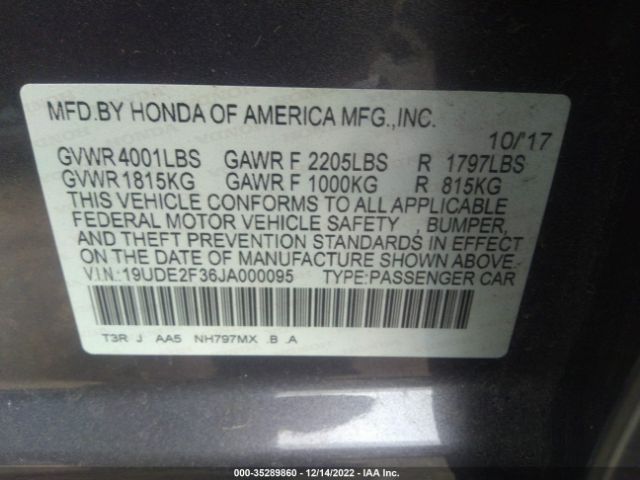 MFD.BY HONDA OF AMERICA MFG.,INC.
10/'17
GVWR 4001LBS GAWR F 2205LBS R 1797LBS
GVWR 1815KG GAWR F 1000KG R 815KG
THIS VEHICLE CONFORMS TO ALL APPLICABLE
FEDERAL MOTOR VEHICLE SAFETY , BUMPER,
AND THEFT PREVENTION STANDARDS IN EFFECT
ON THE DATE OF MANUFACTURE SHOWN ABOVE.
VIN:19UDE2F36JA000095 TYPE:PASSENGER CAR
T3R J AA5 NH797MX .B .A
000-35289860 - 12/14/2022 - IAA Inc.